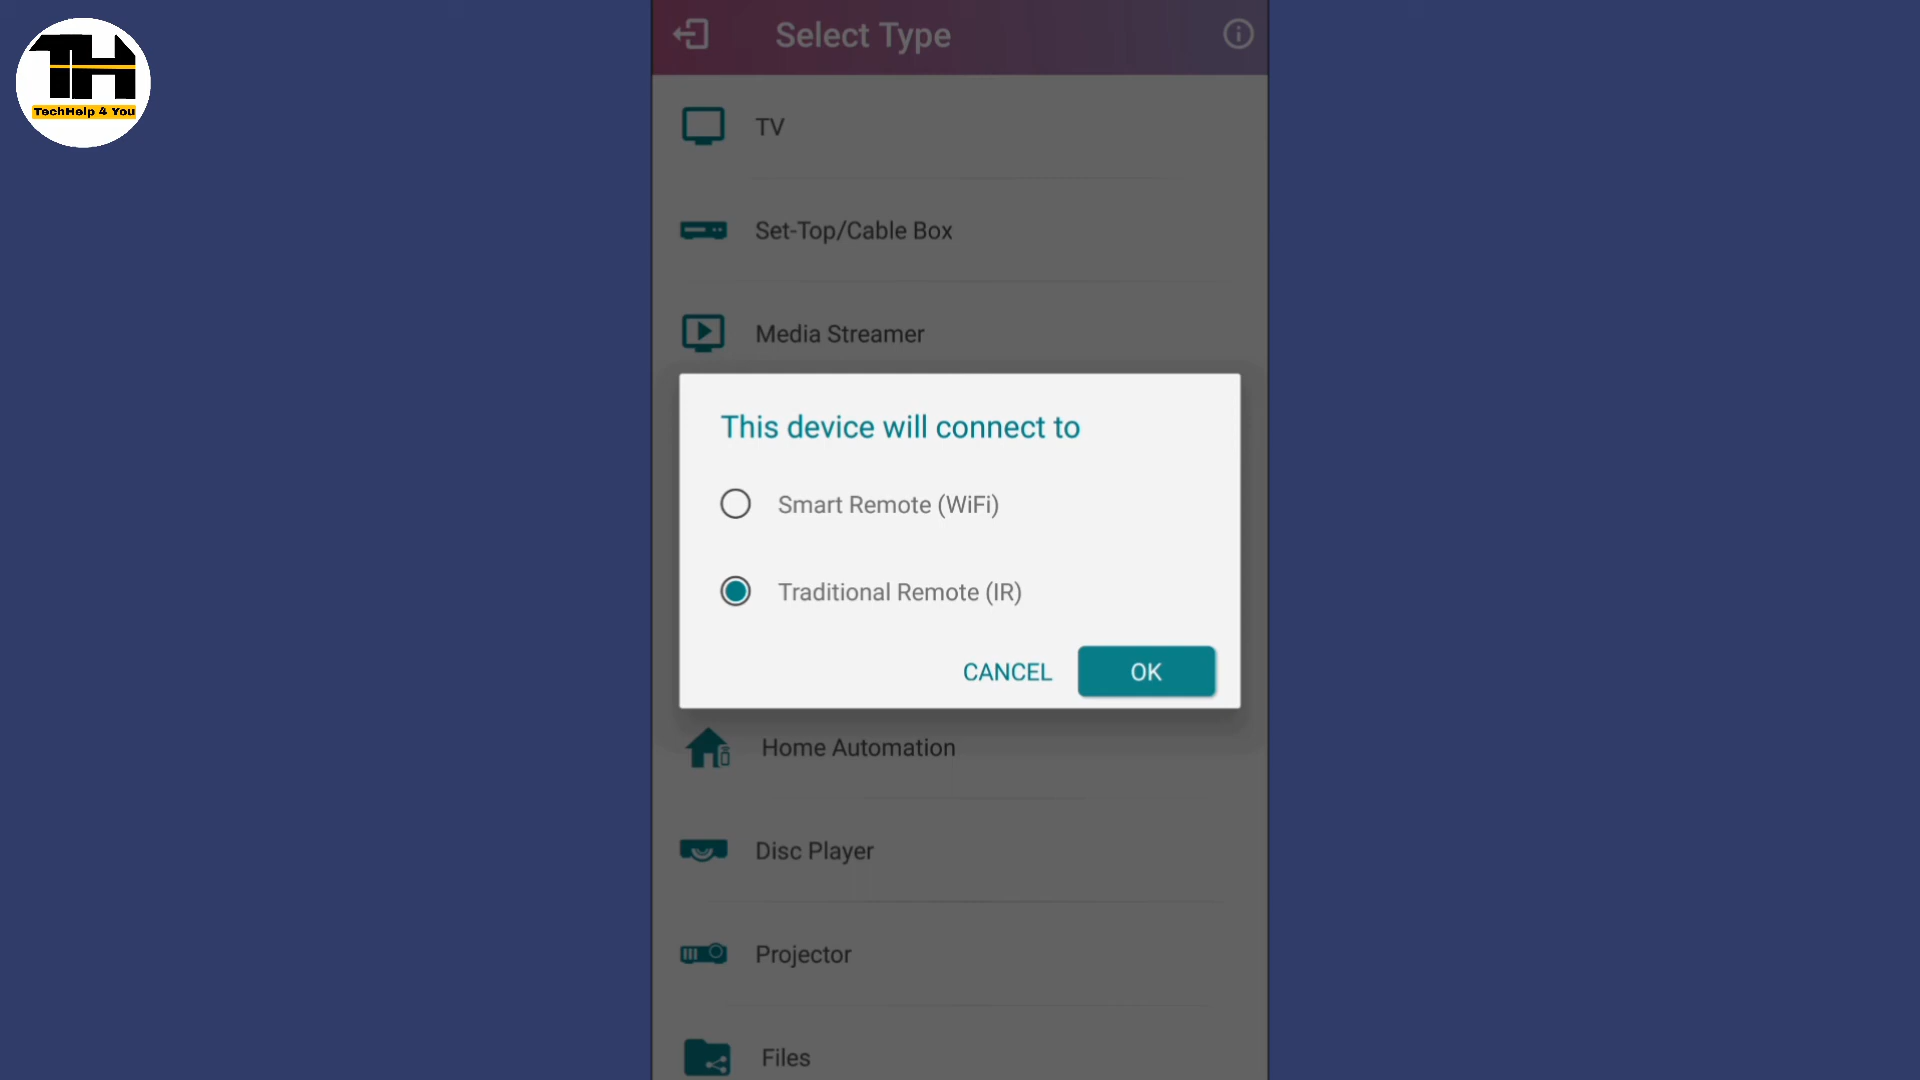 TH
TechHelp 4 You
Select Type
TV
Set-Top/Cable Box
Media Streamer
This device will connect to
Smart Remote (WiFi)
Traditional Remote (IR)
CANCEL
OK
Home Automation
Disc Player
Projector
Files